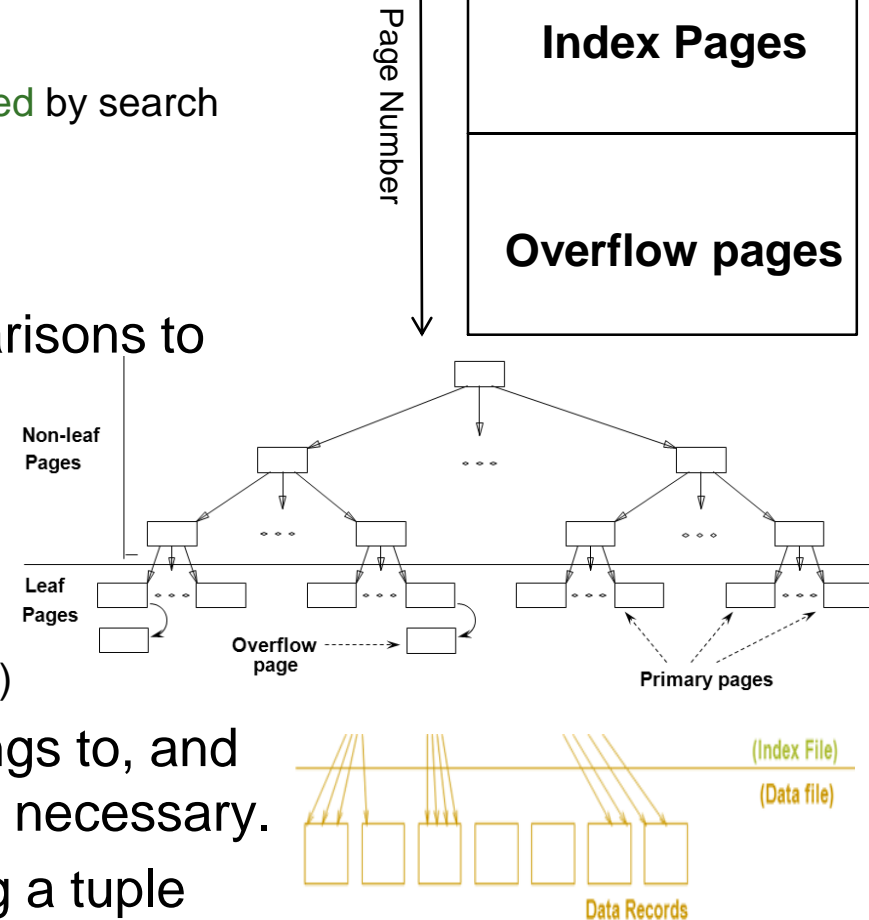 Page Number
Index Pages
ed by search
Overflow pages
arisons to
Non-leaf
Pages
Leaf
Pages
Overflow
page
Primary pages
)
ngs to, and
(Index File)
(Data file)
necessary.
g a tuple
Data Records